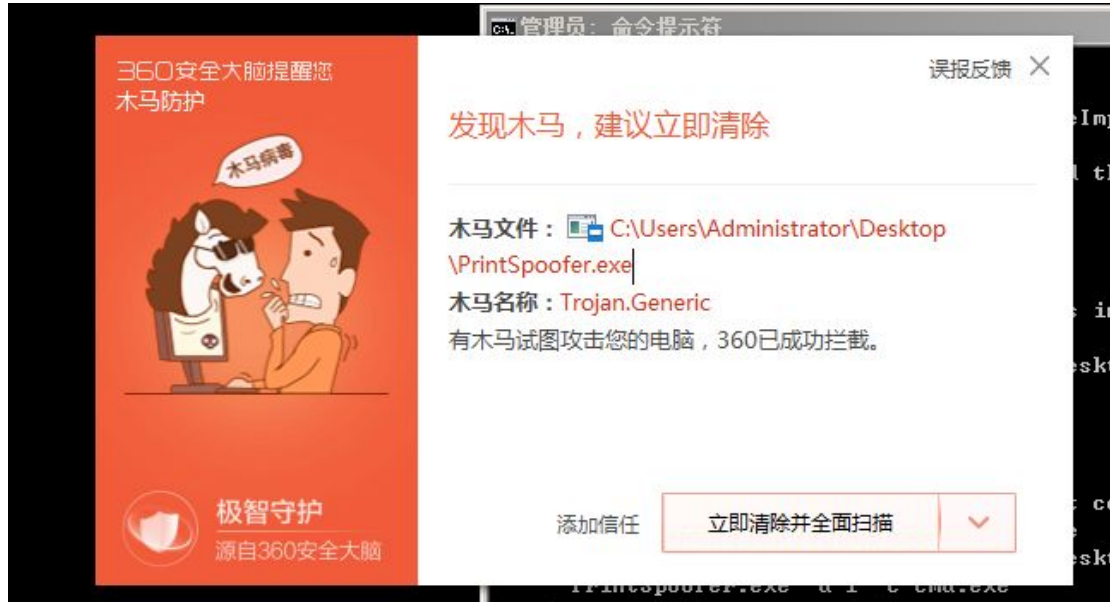 管理员：命令提示符
360安全大脑提醒您
木马防护
木马病毒
误报反馈
发现木马，建议立即清除
木马文件： C:\Users\Administrator\Desktop
\PrintSpoofer.exe
木马名称：Trojan.Generic
有木马试图攻击您的电脑，360已成功拦截。
极智守护
源自360安全大脑
添加信任
立即清除并全面扫描